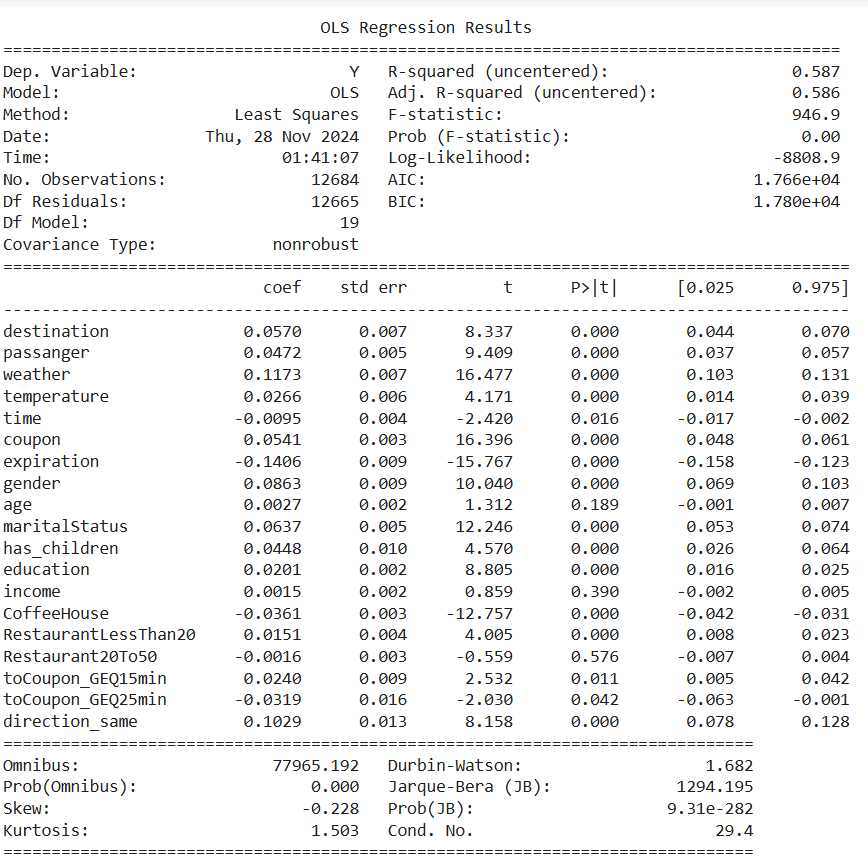 OLS Regression Results
==============================================================================
Dep. Variable: Y R-squared (uncentered): 0.587
Model: OLS Adj. R-squared (uncentered): 0.586
Method: Least Squares F-statistic: 946.9
Date: Thu, 28 Nov 2024 Prob (F-statistic): 0.00
Time: 01:41:07 Log-Likelihood: -8808.9
No. Observations: 12684 AIC: 1.766e+04
Df Residuals: 12665 BIC: 1.780e+04
Df Model: 19
Covariance Type: nonrobust
==============================================================================
coef std err t P>|t| [0.025 0.975]
------------------------------------------------------------------------------
destination 0.0570 0.007 8.337 0.000 0.044 0.070
passanger 0.0472 0.005 9.409 0.000 0.037 0.057
weather 0.1173 0.007 16.477 0.000 0.103 0.131
temperature 0.0266 0.006 4.171 0.000 0.014 0.039
time -0.0095 0.004 -2.420 0.016 -0.017 -0.002
coupon 0.0541 0.003 16.396 0.000 0.048 0.061
expiration -0.1406 0.009 -15.767 0.000 -0.158 -0.123
gender 0.0863 0.009 10.040 0.000 0.069 0.103
age 0.0027 0.002 1.312 0.189 -0.001 0.007
maritalStatus 0.0637 0.005 12.246 0.000 0.053 0.074
has_children 0.0448 0.010 4.570 0.000 0.026 0.064
education 0.0201 0.002 8.805 0.000 0.016 0.025
income 0.0015 0.002 0.859 0.390 -0.002 0.005
CoffeeHouse -0.0361 0.003 -12.757 0.000 -0.042 -0.031
RestaurantLessThan20 0.0151 0.004 4.005 0.000 0.008 0.023
Restaurant20To50 -0.0016 0.003 -0.559 0.576 -0.007 0.004
toCoupon_GEQ15min 0.0240 0.009 2.532 0.011 0.005 0.042
toCoupon_GEQ25min -0.0319 0.016 -2.030 0.042 -0.063 -0.001
direction_same 0.1029 0.013 8.158 0.000 0.078 0.128
==============================================================================
Omnibus: 77965.192 Durbin-Watson: 1.682
Prob(Omnibus): 0.000 Jarque-Bera (JB): 1294.195
Skew: -0.228 Prob(JB): 9.31e-282
Kurtosis: 1.503 Cond. No. 29.4
==============================================================================